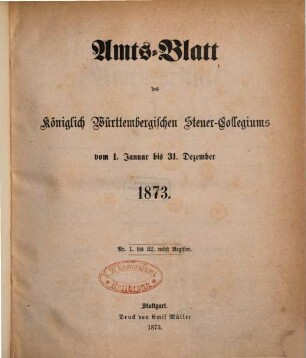 Amts-Blatt
des
Königlich Württembergischen Steuer-Collegiums
vom 1. Januar bis 31. Dezember
1873.
Nr. 1. bis 22. nebst Register.
Heilbronn
Stuttgart.
Druck von Emil Müller
1873.